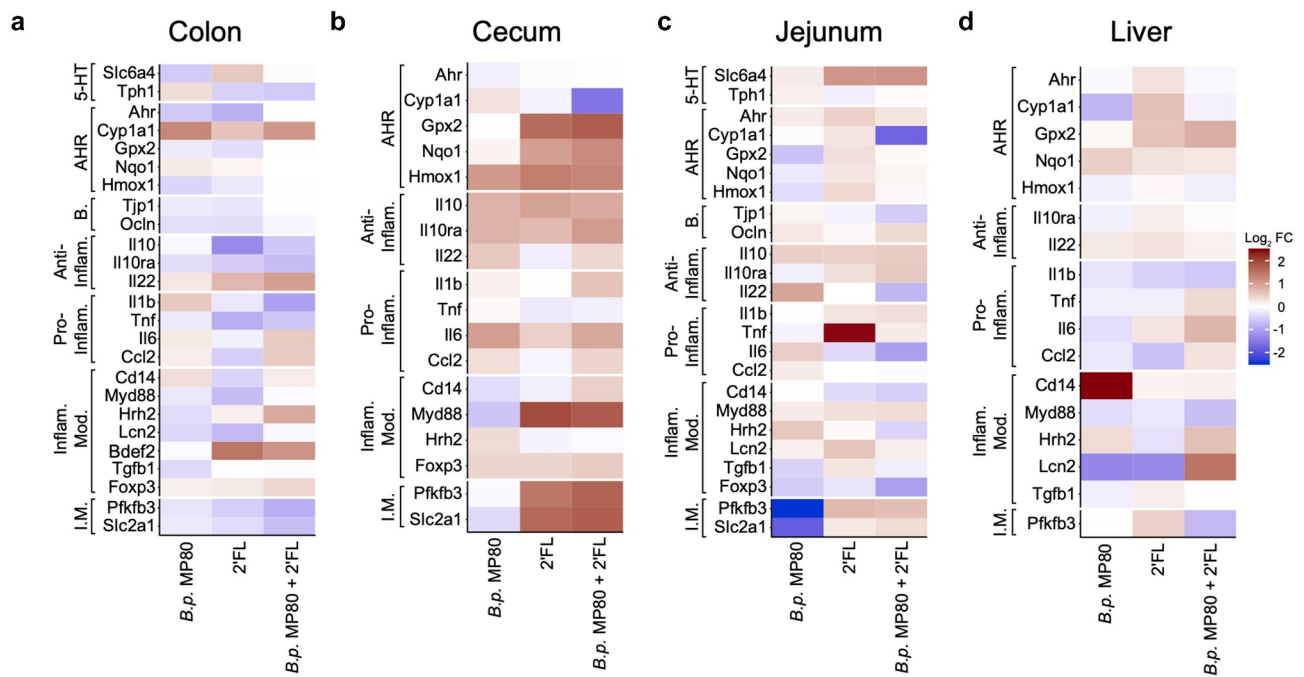 a
Colon
5-HT
Slc6a4
Tph1
AHR
Ahr
Cyp1a1
Gpx2
Nqo1
Hmox1
B.
Tjp1
Ocln
Anti-
Inflam.
Il10
Il10ra
Il22
Pro-
Inflam.
Il1b
Tnf
Il6
Ccl2
Inflam.
Mod.
Cd14
Myd88
Hrh2
Lcn2
Bdef2
Tgfb1
Foxp3
I.M.
Pfkfb3
Slc2a1
B.p. MP80
2'FL
B.p. MP80 + 2'FL
b
Cecum
AHR
Ahr
Cyp1a1
Gpx2
Nqo1
Hmox1
Anti-
Inflam.
Il10
Il10ra
Il22
Pro-
Inflam.
Il1b
Tnf
Il6
Ccl2
Inflam.
Mod.
Cd14
Myd88
Hrh2
Foxp3
I.M.
Pfkfb3
Slc2a1
B.p. MP80
2'FL
B.p. MP80 + 2'FL
c
Jejunum
5-HT
Slc6a4
Tph1
AHR
Ahr
Cyp1a1
Gpx2
Nqo1
Hmox1
B.
Tjp1
Ocln
Anti-
Inflam.
Il10
Il10ra
Il22
Pro-
Inflam.
Il1b
Tnf
Il6
Ccl2
Inflam.
Mod.
Cd14
Myd88
Hrh2
Lcn2
Tgfb1
Foxp3
I.M.
Pfkfb3
Slc2a1
B.p. MP80
2'FL
B.p. MP80 + 2'FL
d
Liver
AHR
Ahr
Cyp1a1
Gpx2
Nqo1
Hmox1
Anti-
Inflam.
Il10ra
Il22
Pro-
Inflam.
Il1b
Tnf
Il6
Ccl2
Inflam.
Mod.
Cd14
Myd88
Hrh2
Lcn2
Tgfb1
I.M.
Pfkfb3
B.p. MP80
2'FL
B.p. MP80 + 2'FL
Log2 FC
2
1
0
-1
-2